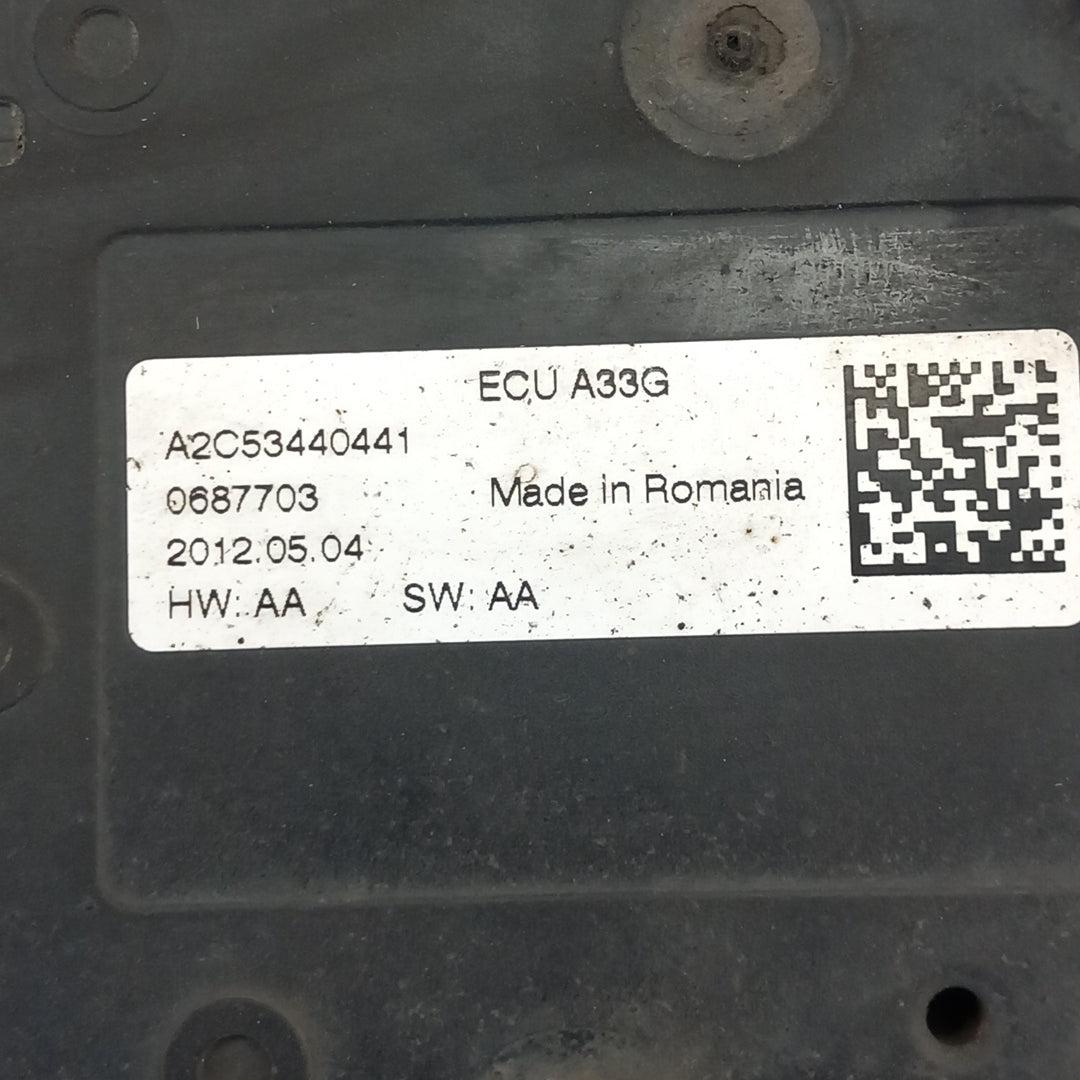 ECU A33G
A2C53440441
0687703
Made in Romania
2012.05.04
HW: AA SW: AA